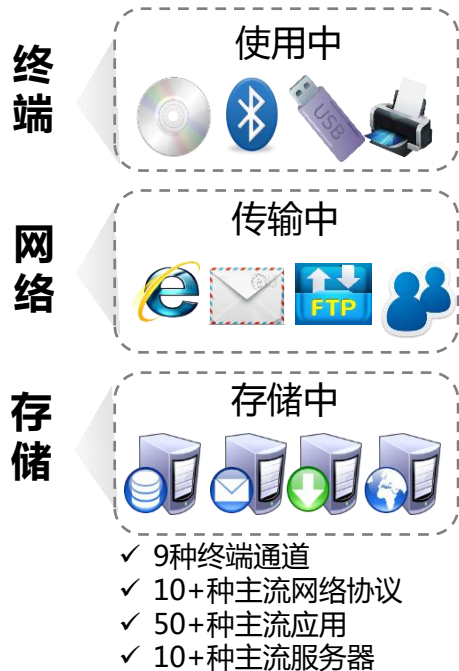 终端
使用中
USB
网络
传输中
FTP
存储
存储中
✓ 9种终端通道
✓ 10+种主流网络协议
✓ 50+种主流应用
✓ 10+种主流服务器